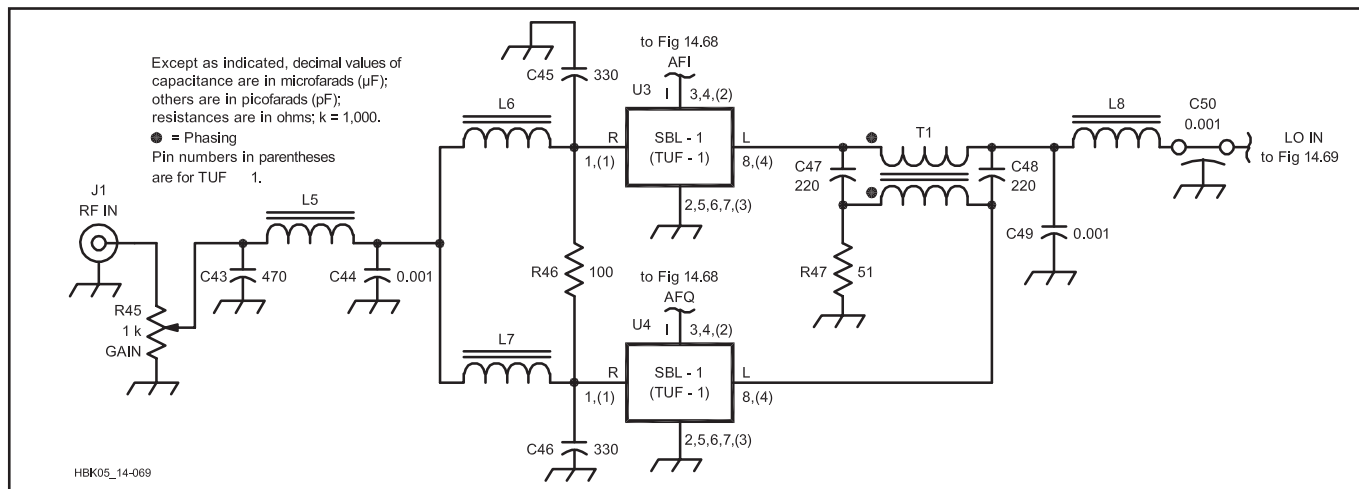 Except as indicated, decimal values of
capacitance are in microfarads (µF);
others are in picofarads (pF);
resistances are in ohms; k = 1,000.
= Phasing
Pin numbers in parentheses
are for TUF 1.
J1
RF IN
R45
1 k
GAIN
C43
470
L5
C44
0.001
L6
L7
C45
330
R46
100
C46
330
to Fig 14.68
AFI
I
3,4,(2)
U3
R
1,(1)
SBL - 1
(TUF - 1)
L
8,(4)
2,5,6,7,(3)
to Fig 14.68
AFQ
I
3,4,(2)
U4
R
1,(1)
SBL - 1
(TUF - 1)
L
8,(4)
2,5,6,7,(3)
C47
220
T1
C48
220
R47
51
C49
0.001
L8
C50
0.001
LO IN
to Fig 14.69
HBK05_14-069